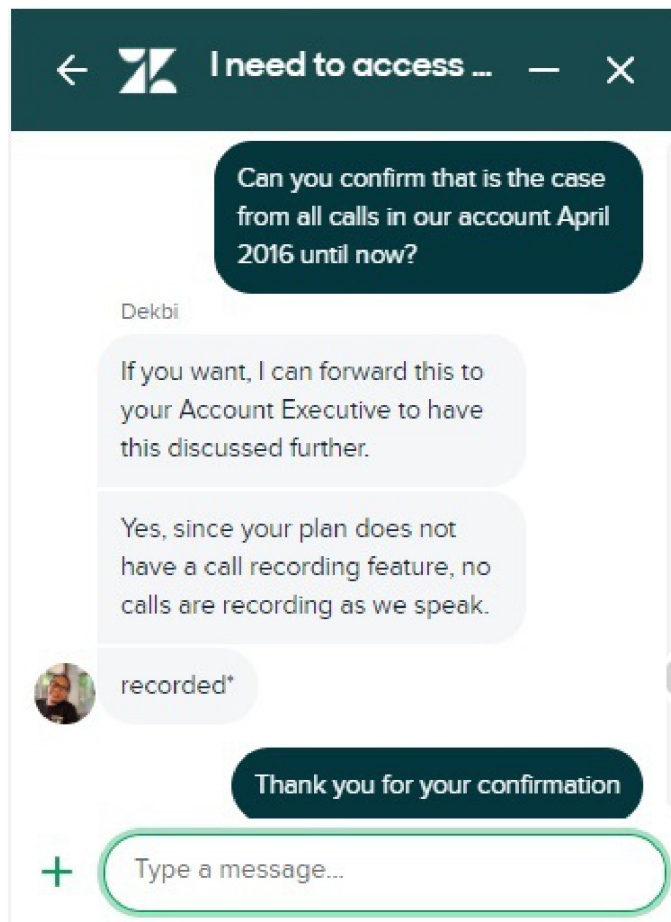 I need to access ...
Can you confirm that is the case
from all calls in our account April
2016 until now?
Dekbi
If you want, I can forward this to
your Account Executive to have
this discussed further.
Yes, since your plan does not
have a call recording feature, no
calls are recording as we speak.
recorded*
Thank you for your confirmation
Type a message...